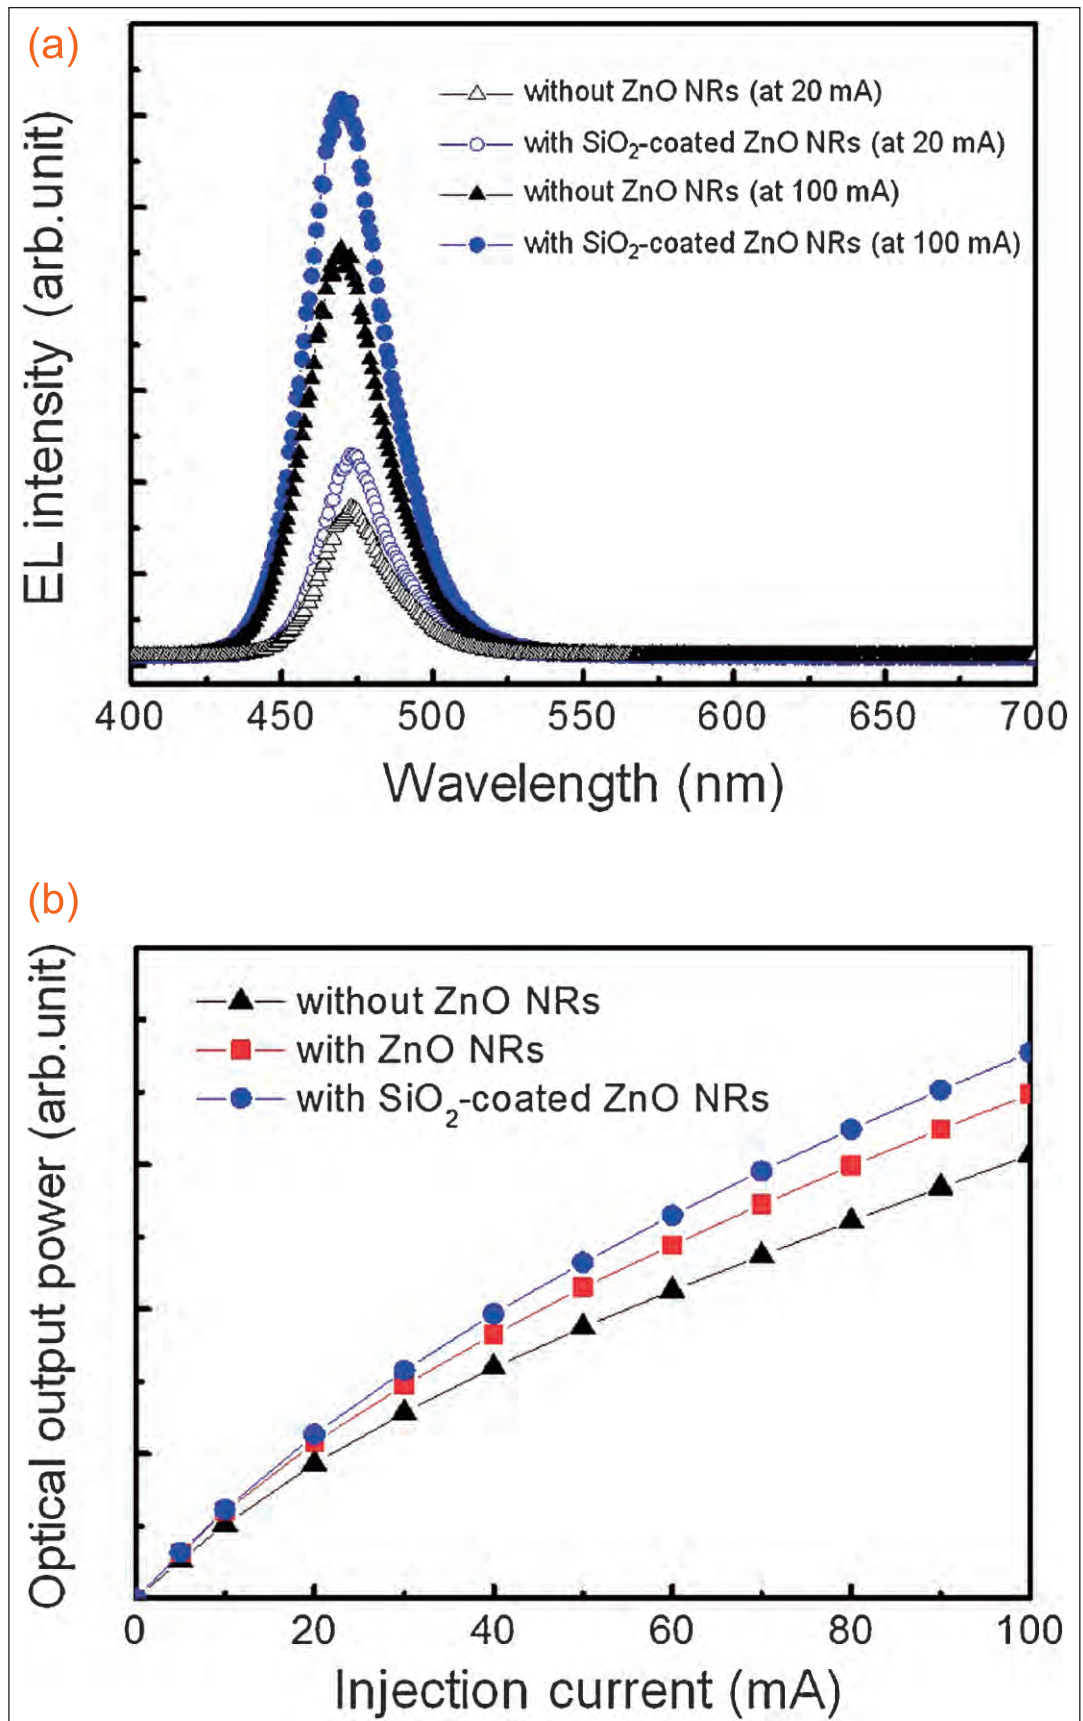 (a)
without ZnO NRs (at 20 mA)
with SiO₂-coated ZnO NRs (at 20 mA)
without ZnO NRs (at 100 mA)
with SiO₂-coated ZnO NRs (at 100 mA)
EL intensity (arb.unit)
400 450 500 550 600 650 700
Wavelength (nm)
(b)
without ZnO NRs
with ZnO NRs
with SiO₂-coated ZnO NRs
Optical output power (arb.unit)
0 20 40 60 80 100
Injection current (mA)